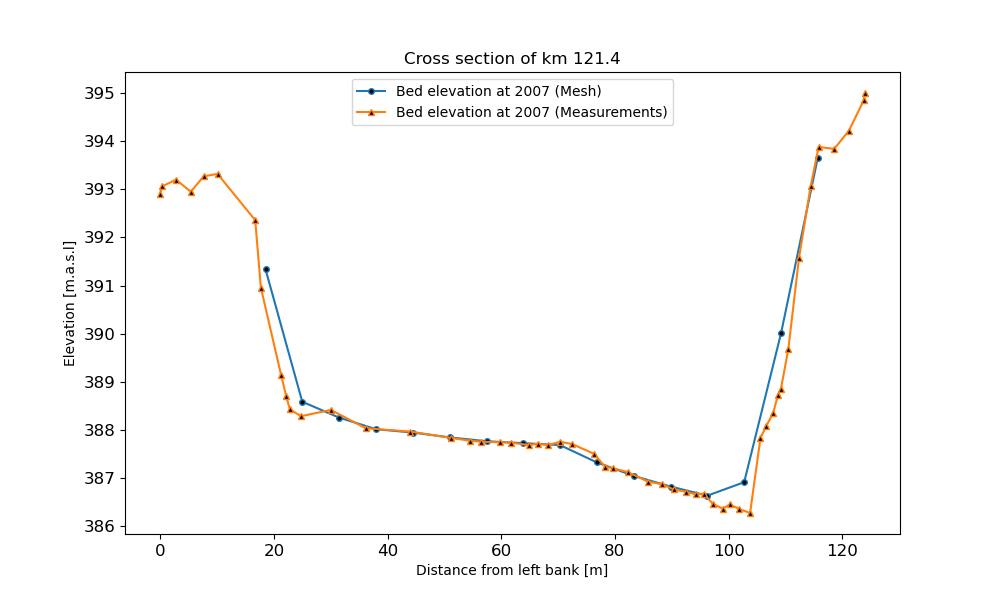 Cross section of km 121.4
Bed elevation at 2007 (Mesh)
Bed elevation at 2007 (Measurements)
395
394
393
392
391
390
389
388
387
386
Elevation [m.a.s.l]
0 20 40 60 80 100 120
Distance from left bank [m]